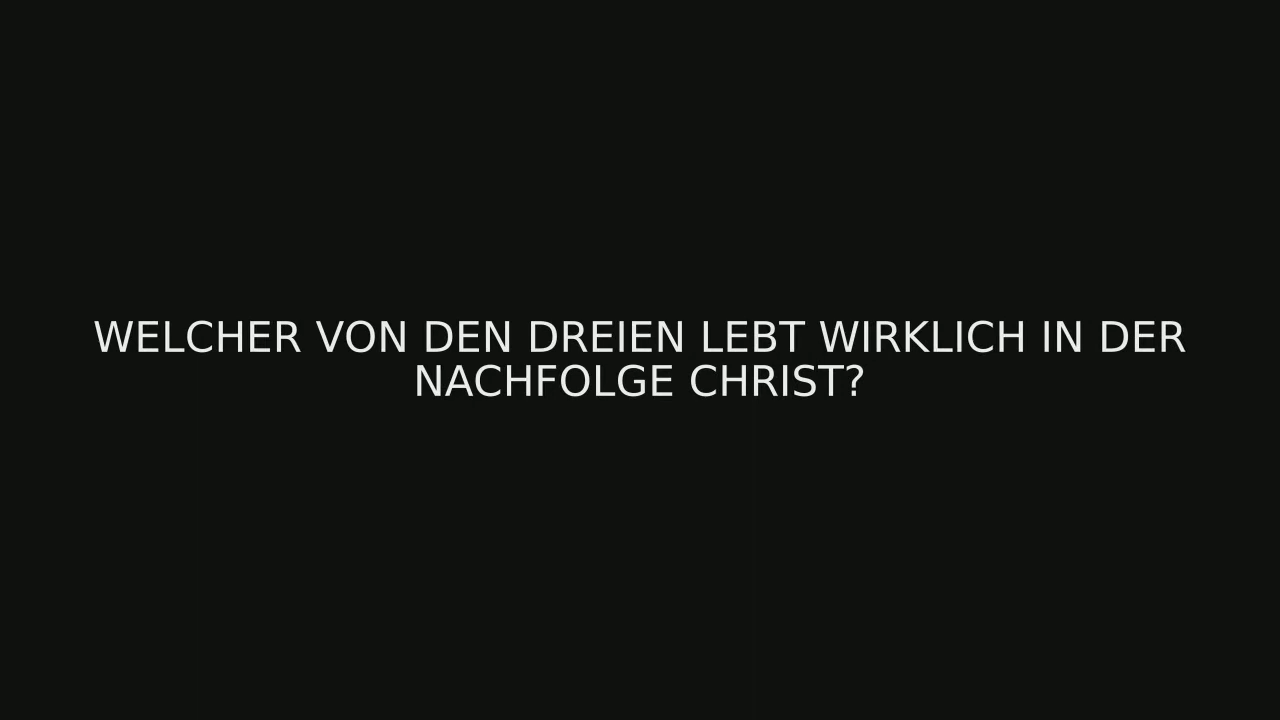 WELCHER VON DEN DREIEN LEBT WIRKLICH IN DER
NACHFOLGE CHRIST?